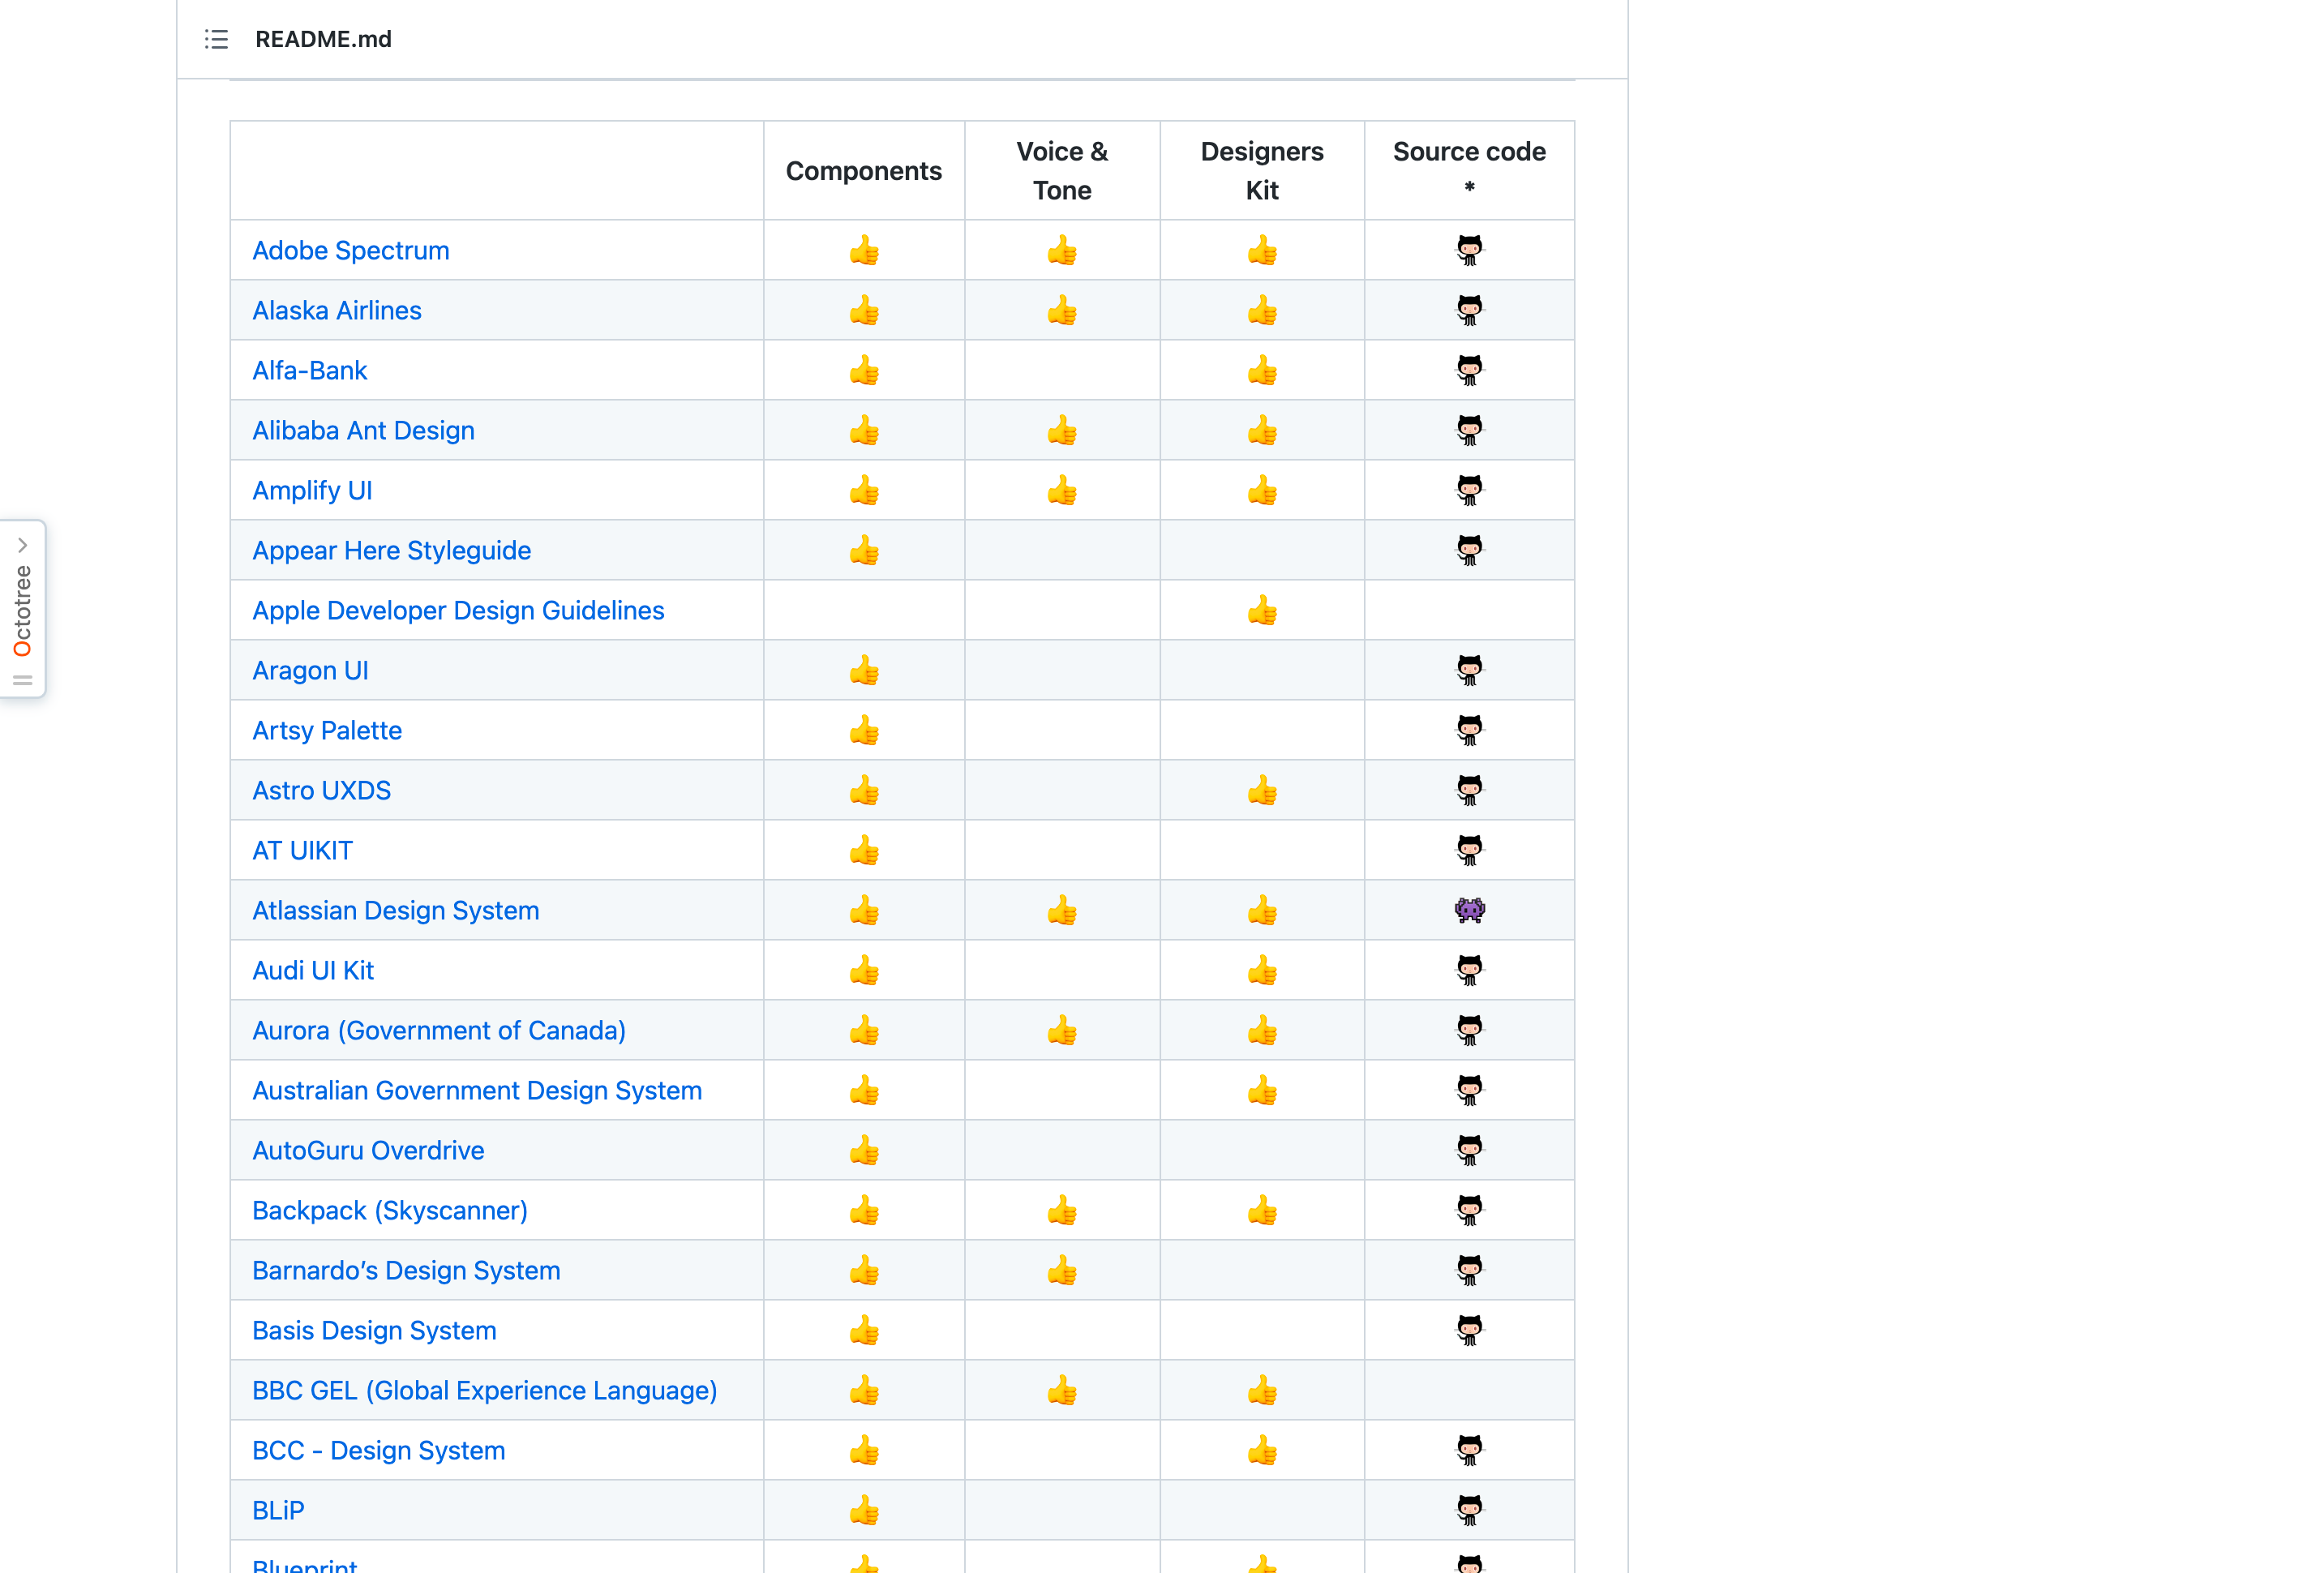 README.md
Components
Voice &
Tone
Designers
Kit
Source code
*
Adobe Spectrum
Alaska Airlines
Alfa-Bank
Alibaba Ant Design
Amplify UI
Appear Here Styleguide
Apple Developer Design Guidelines
Aragon UI
Artsy Palette
Astro UXDS
AT UIKIT
Atlassian Design System
Audi UI Kit
Aurora (Government of Canada)
Australian Government Design System
AutoGuru Overdrive
Backpack (Skyscanner)
Barnardo’s Design System
Basis Design System
BBC GEL (Global Experience Language)
BCC - Design System
BLiP
Blueprint
Octotree